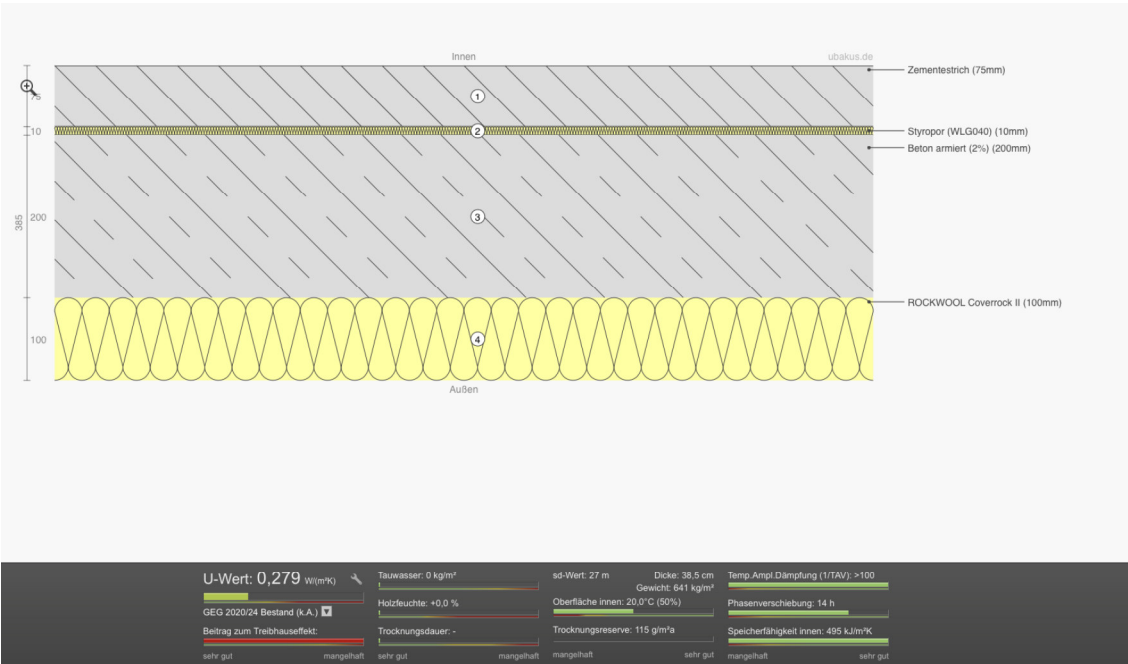 Innen
ubakus.de
Zementestrich (75mm)
75
1
10
2
Styropor (WLG040) (10mm)
Beton armiert (2%) (200mm)
385
200
3
ROCKWOOL Coverrock II (100mm)
100
4
Außen
U-Wert: 0,279 W/(m²K)
GEG 2020/24 Bestand (k.A.)
Beitrag zum Treibhauseffekt:
sehr gut mangelhaft
Tauwasser: 0 kg/m²
Holzfeuchte: +0,0 %
Trocknungsdauer: -
sehr gut mangelhaft
sd-Wert: 27 m Dicke: 38,5 cm
Gewicht: 641 kg/m²
Oberfläche innen: 20,0°C (50%)
Trocknungsreserve: 115 g/m²a
mangelhaft sehr gut
Temp.Ampl.Dämpfung (1/TAV): >100
Phasenverschiebung: 14 h
Speicherfähigkeit innen: 495 kJ/m²K
mangelhaft sehr gut